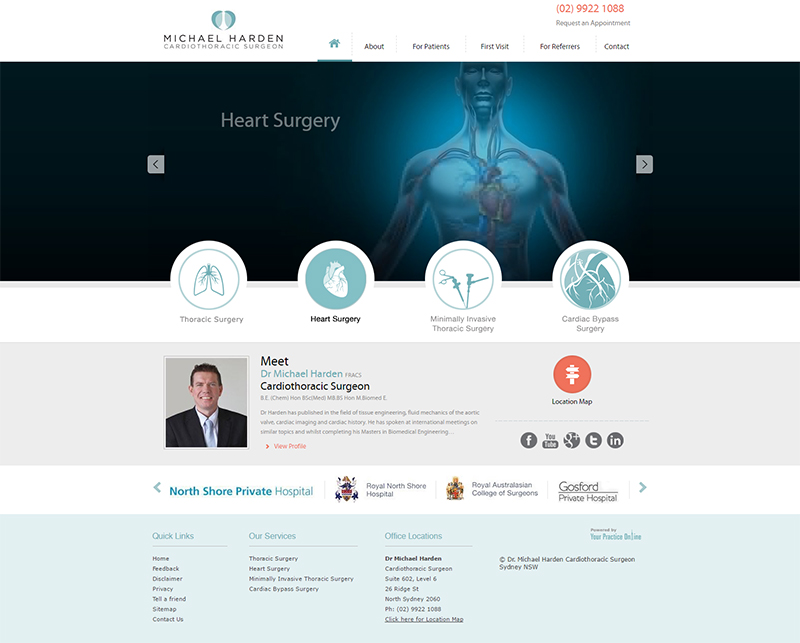 (02) 9922 1088
Request an Appointment
MICHAEL HARDEN
CARDIOTHORACIC SURGEON
About
For Patients
First Visit
For Referrers
Contact
Heart Surgery
Thoracic Surgery
Heart Surgery
Minimally Invasive
Thoracic Surgery
Cardiac Bypass
Surgery
Meet
Dr Michael Harden FRACS
Cardiothoracic Surgeon
B.E. (Chem) Hon BSc(Med) MB.BS Hon M.Biomed E.
Dr Harden has published in the field of tissue engineering, fluid mechanics of the aortic
valve, cardiac imaging and cardiac history. He has spoken at international meetings on
similar topics and whilst completing his Masters in Biomedical Engineering...
View Profile
Location Map
You
Tube
North Shore Private Hospital
Royal North Shore
Hospital
Royal Australasian
College of Surgeons
Gosford
Private Hospital
Quick Links
Home
Feedback
Disclaimer
Privacy
Tell a friend
Sitemap
Contact Us
Our Services
Thoracic Surgery
Heart Surgery
Minimally Invasive Thoracic Surgery
Cardiac Bypass Surgery
Office Locations
Dr Michael Harden
Cardiothoracic Surgeon
Suite 602, Level 6
26 Ridge St
North Sydney 2060
Ph: (02) 9922 1088
Click here for Location Map
Powered by
Your Practice Online
© Dr. Michael Harden Cardiothoracic Surgeon
Sydney NSW